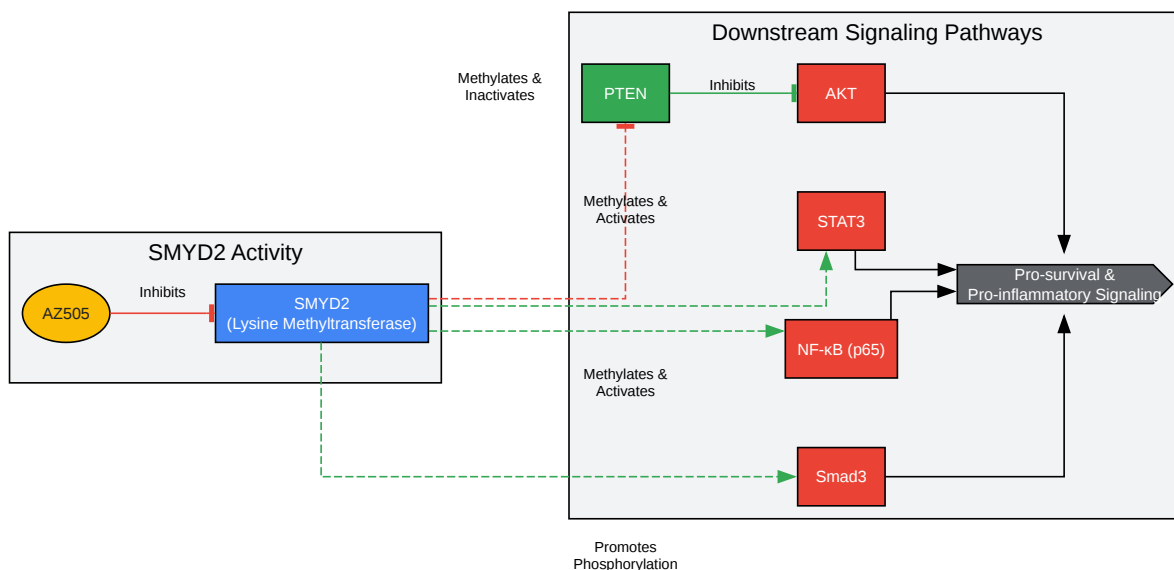 Downstream Signaling Pathways
Methylates &
Inactivates
PTEN
Inhibits
AKT
Methylates &
Activates
STAT3
SMYD2 Activity
AZ505
Inhibits
SMYD2
(Lysine Methyltransferase)
Pro-survival &
Pro-inflammatory Signaling
NF-κB (p65)
Methylates &
Activates
Smad3
Promotes
Phosphorylation